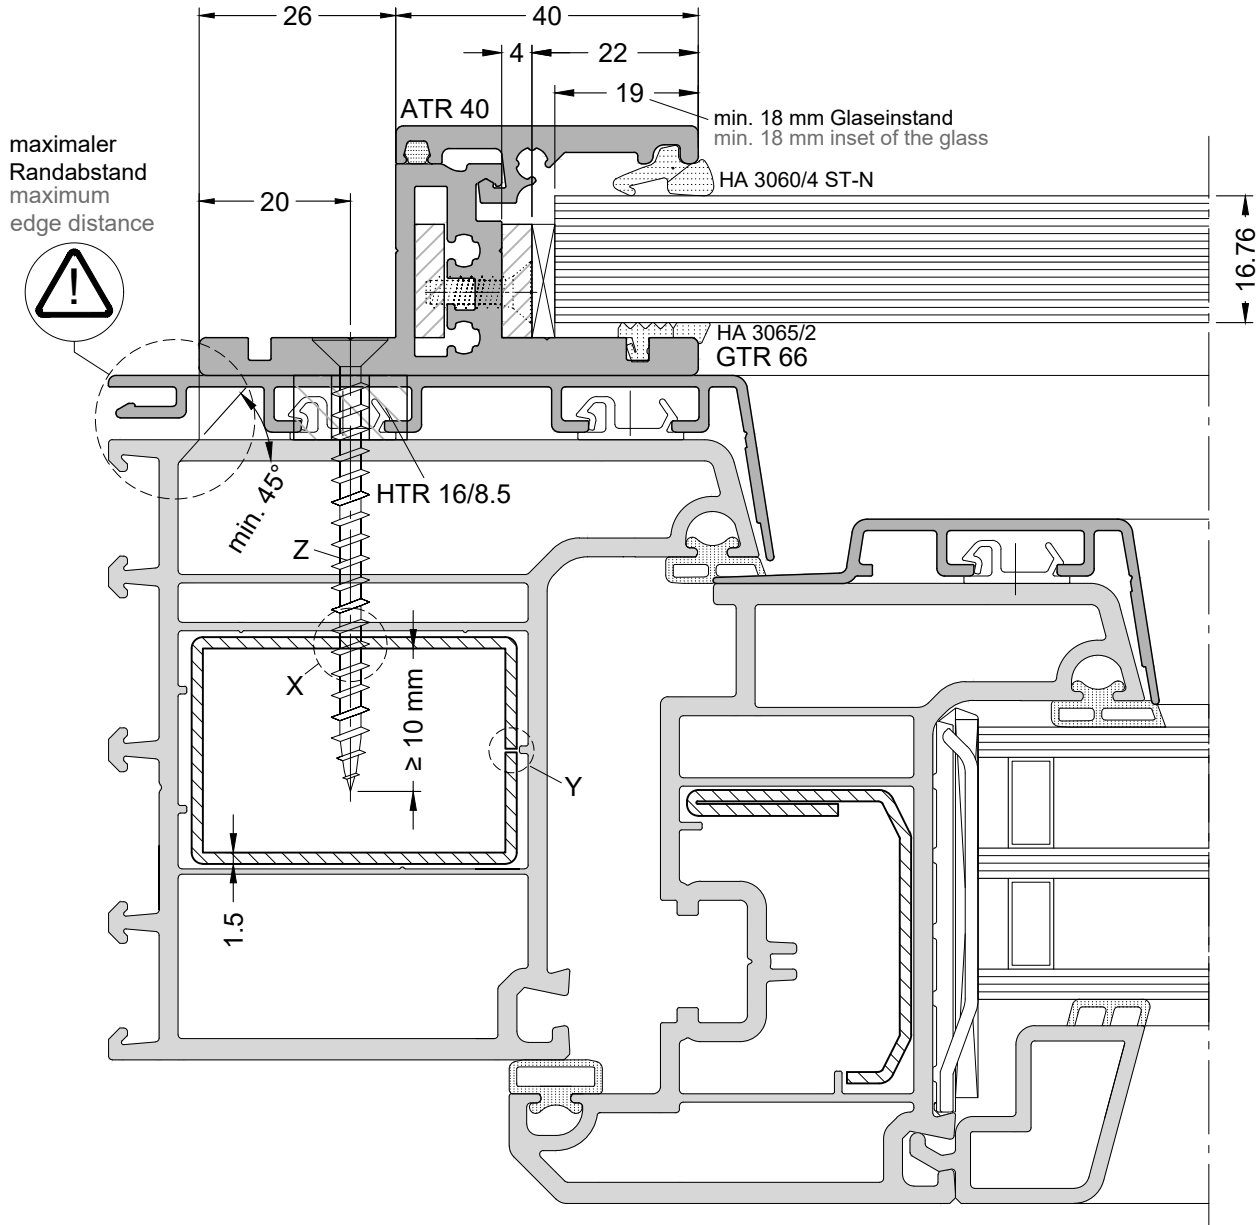 26
40
4
22
19
ATR 40
min. 18 mm Glaseinstand
min. 18 mm inset of the glass
maximaler
Randabstand
maximum
edge distance
!
20
HA 3060/4 ST-N
16.76
HA 3065/2
GTR 66
min. 45°
HTR 16/8.5
Z
X
≥ 10 mm
Y
1.5